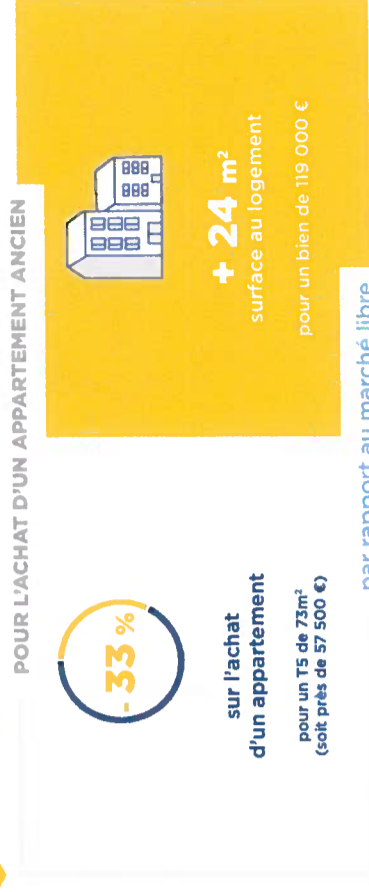 POUR L'ACHAT D'UN APPARTEMENT ANCIEN
- 33 %
sur l'achat
d'un appartement
pour un T5 de 73m²
(soit près de 57 500 €)
+ 24 m²
surface au logement
pour un bien de 119 000 €
par rapport au marché libre